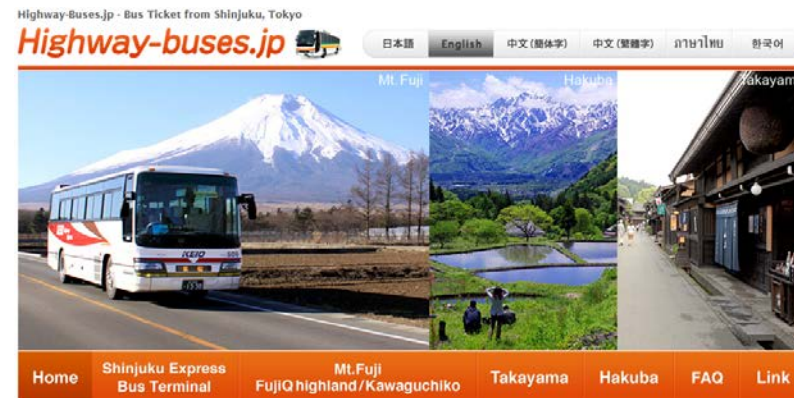 Highway-Buses.jp - Bus Ticket from Shinjuku, Tokyo
Highway-buses.jp
日本語 English 中文(簡体字) 中文(繁體字) ภาษาไทย 한국어
Mt. Fuji Hakuba Takayam
KEIO
Home Shinjuku Express Bus Terminal Mt.Fuji FujiQ highland/Kawaguchiko Takayama Hakuba FAQ Link